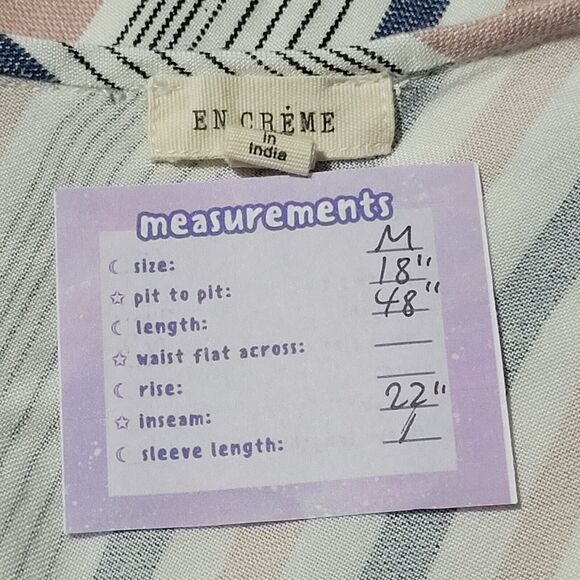 EN CRÈME
In
India
measurements
size: M
pit to pit: 18"
length: 48"
waist flat across:
rise:
inseam: 22"
sleeve length: /